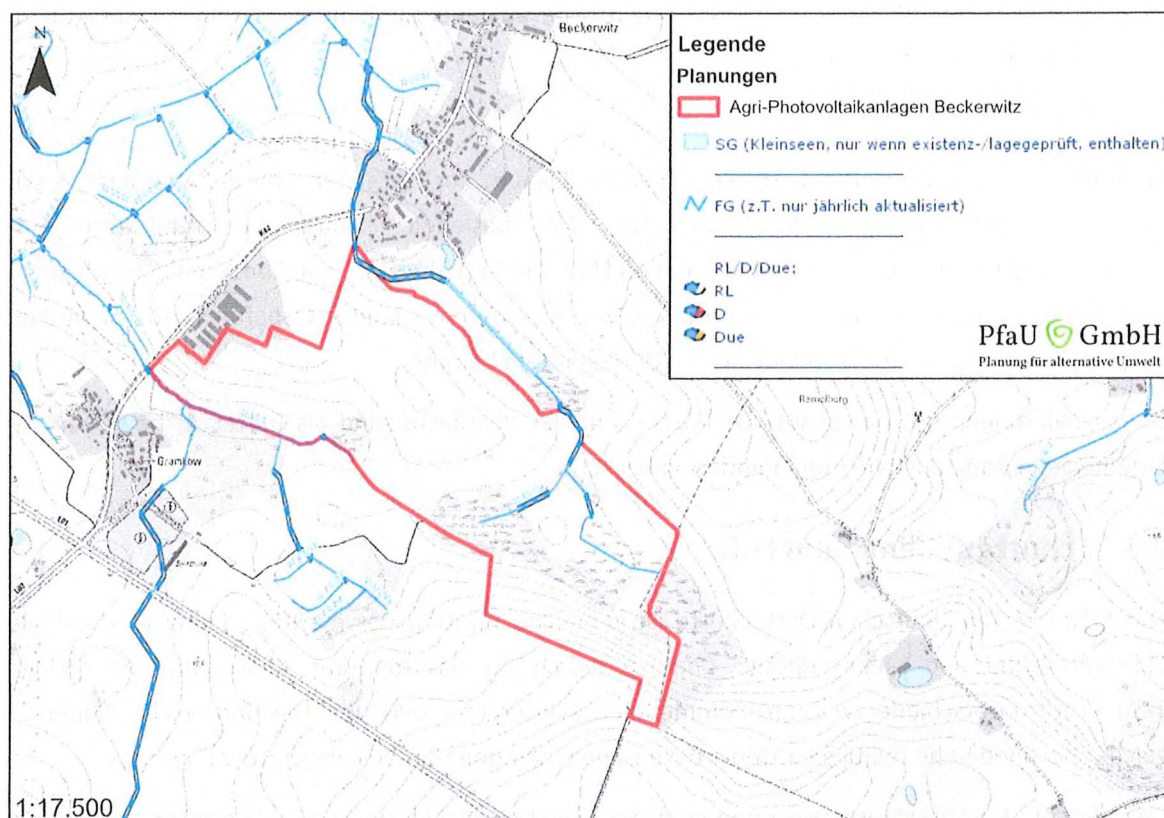 N
Beckerwitz
Legende
Planungen
Agri-Photovoltaikanlagen Beckerwitz
SG (Kleinseen, nur wenn existenz-/lagegeprüft, enthalten)
FG (z.T. nur jährlich aktualisiert)
RL/D/Due:
RL
D
Due
PfaU GmbH
Planung für alternative Umwelt
Gramkow
L01
1:17.500